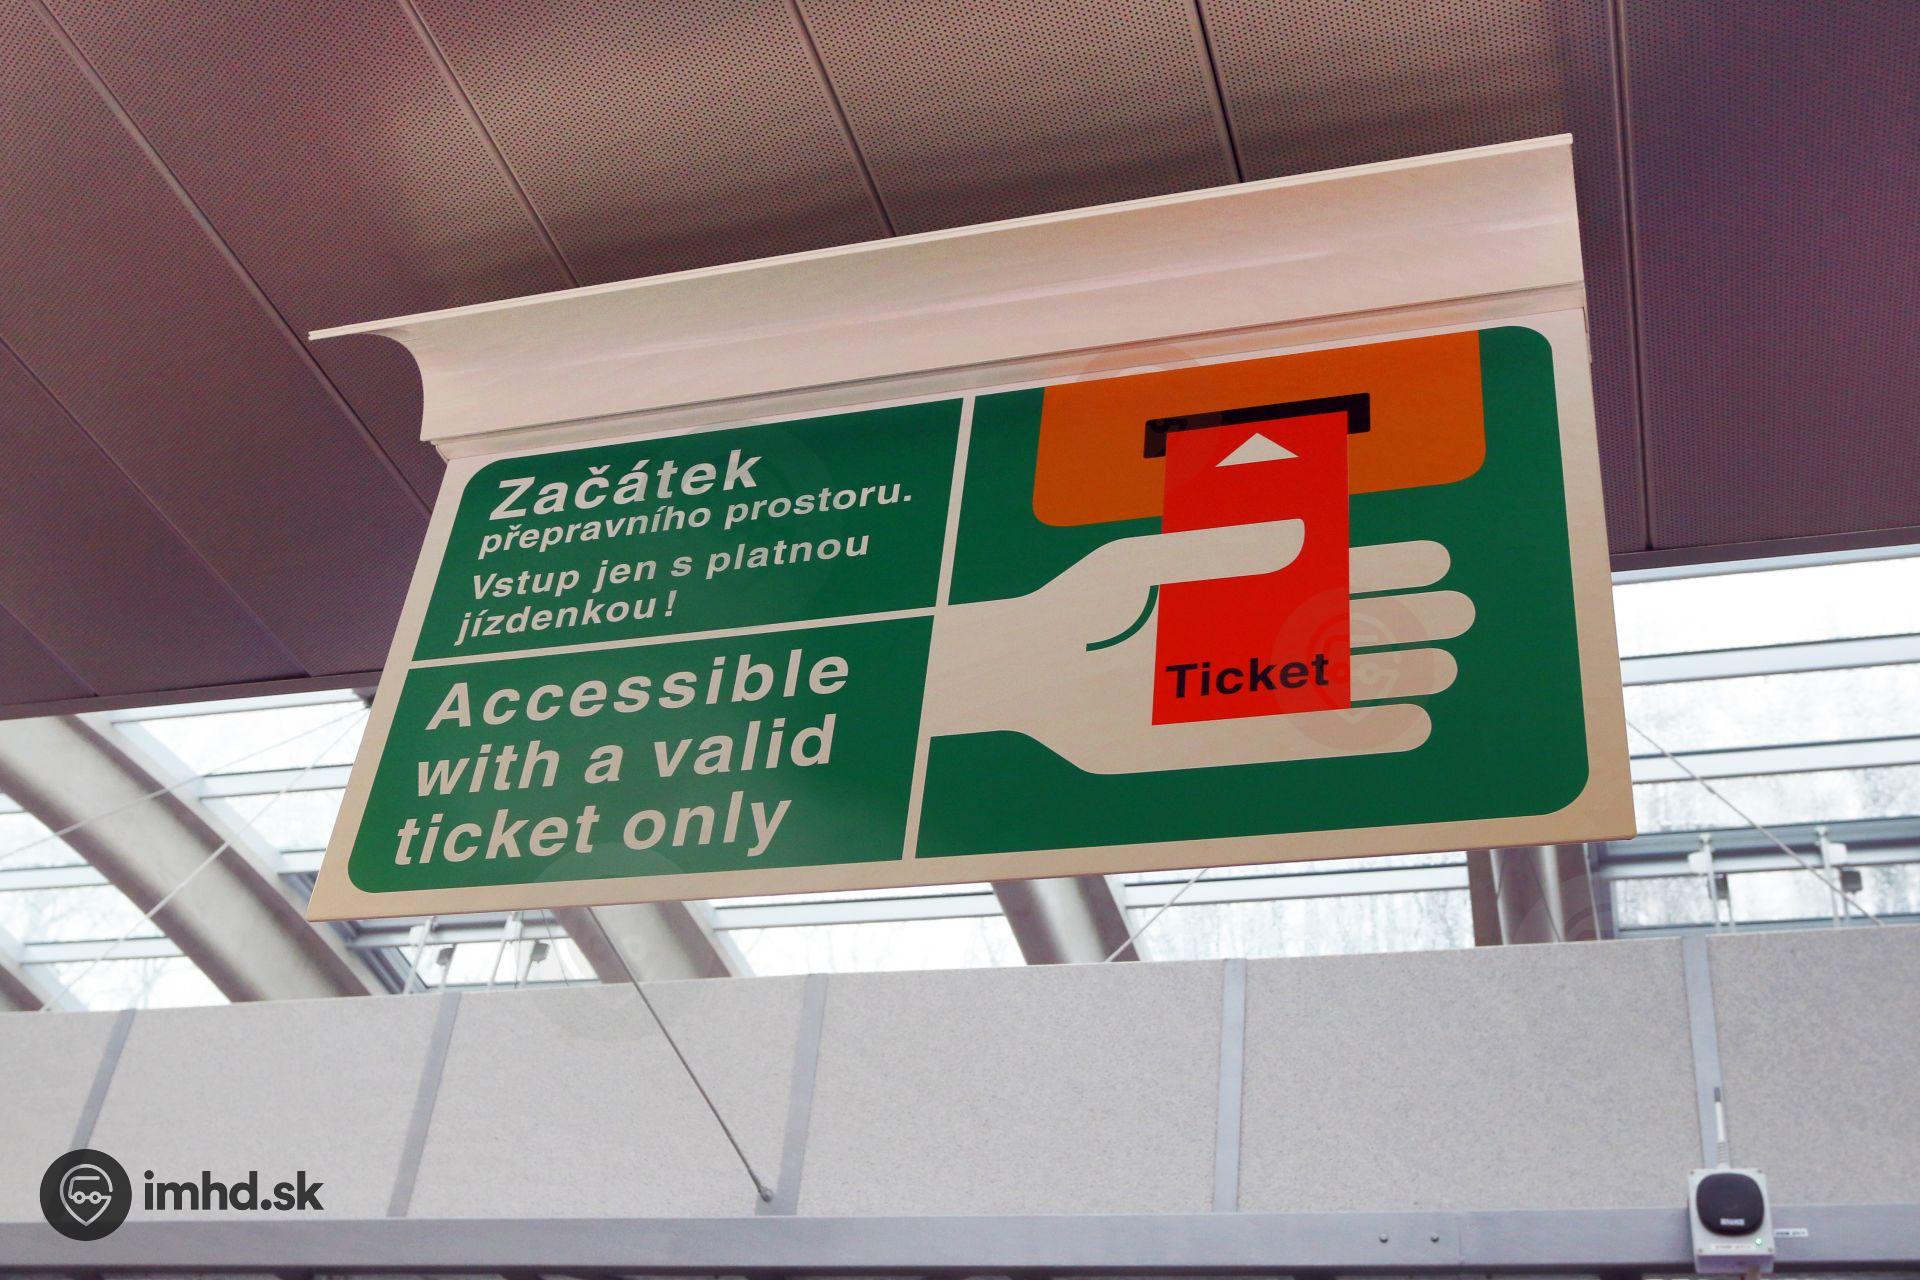 Začátek
přepravního prostoru.
Vstup jen s platnou
jízdenkou!
Accessible
with a valid
ticket only
Ticket
imhd.sk